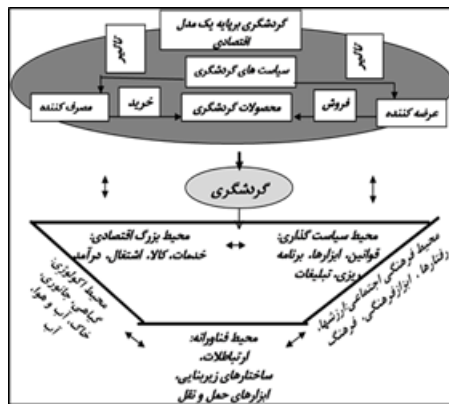 گردشگری برپایه یک مدل
اقتصادی
تاثیر
تاثیر
سیاست های گردشگری
عرضه کننده
فروش
محصولات گردشگری
خرید
مصرف کننده
گردشگری
محیط سیاست گذاری:
قوانین، ابزارها، برنامه
ریزی، تبلیغات
محیط بزرگ اقتصادی:
خدمات، کالا، اشتغال، درآمد
محیط فرهنگی اجتماعی: ارزشها،
رفتارها، ابزارفرهنگی، فرهنگ
محیط اکولوژی:
گیاهی، جانوری،
خاک، آب و هوا،
آب
محیط فناورانه:
ارتباطلات،
ساختارهای زیربنایی،
ابزارهای حمل و نقل